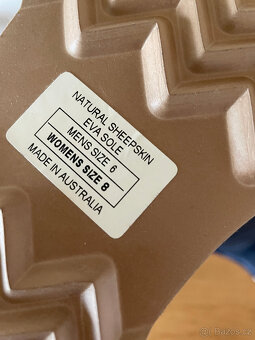 NATURAL SHEEPSKIN
EVA SOLE
MENS SIZE 6
WOMENS SIZE 8
MADE IN AUSTRALIA